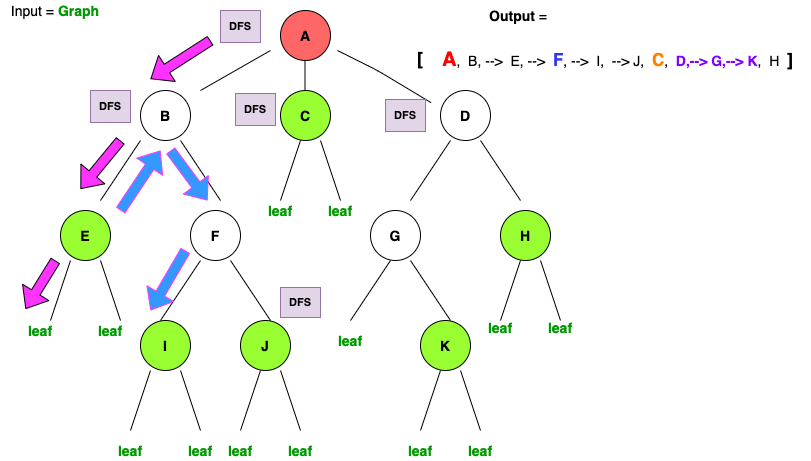 Input = Graph
Output =
DFS
A
[ A, B, --> E, --> F, --> I, --> J, C, D,--> G,--> K, H ]
DFS
B
DFS
C
DFS
D
leaf
leaf
E
F
G
H
DFS
leaf
leaf
leaf
leaf
leaf
I
J
K
leaf
leaf
leaf
leaf
leaf
leaf